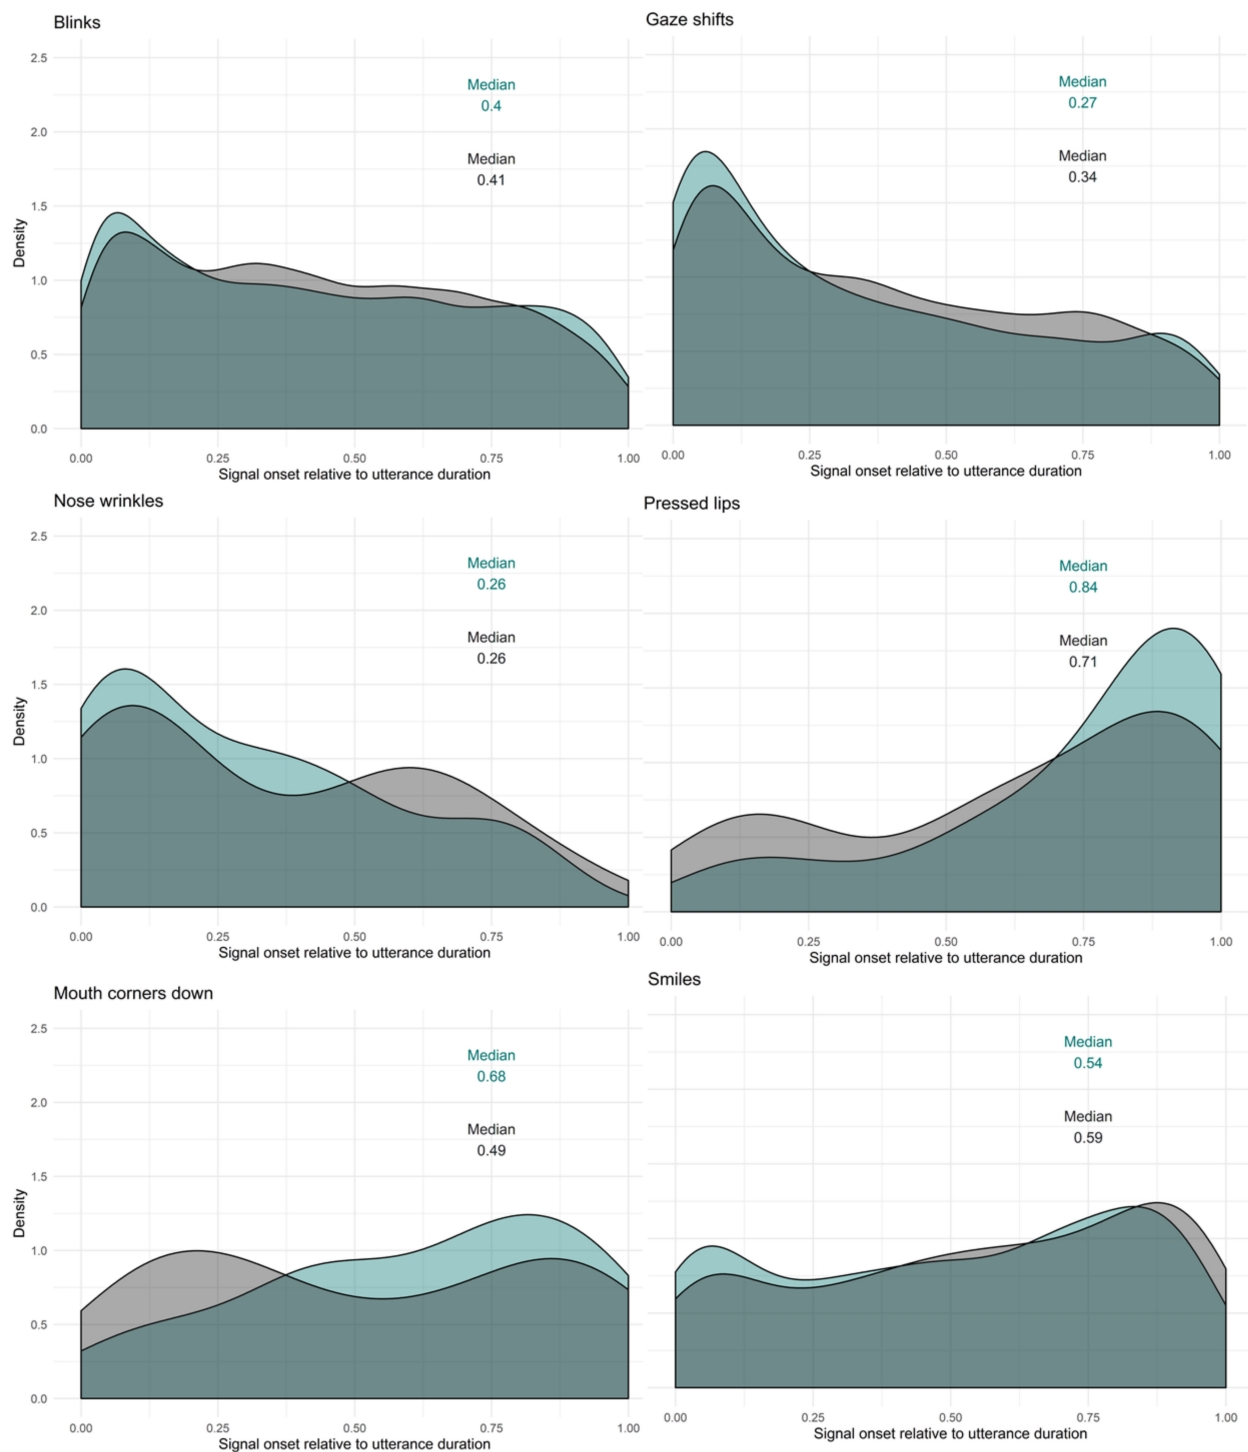 Blinks
2.5
2.0
1.5
1.0
0.5
0.0
Density
Median
0.4
Median
0.41
0.00 0.25 0.50 0.75 1.00
Signal onset relative to utterance duration
Gaze shifts
Median
0.27
Median
0.34
0.00 0.25 0.50 0.75 1.00
Signal onset relative to utterance duration
Nose wrinkles
2.5
2.0
1.5
1.0
0.5
0.0
Density
Median
0.26
Median
0.26
0.00 0.25 0.50 0.75 1.00
Signal onset relative to utterance duration
Pressed lips
Median
0.84
Median
0.71
0.00 0.25 0.50 0.75 1.00
Signal onset relative to utterance duration
Mouth corners down
2.5
2.0
1.5
1.0
0.5
0.0
Density
Median
0.68
Median
0.49
0.00 0.25 0.50 0.75 1.00
Signal onset relative to utterance duration
Smiles
Median
0.54
Median
0.59
0.00 0.25 0.50 0.75 1.00
Signal onset relative to utterance duration